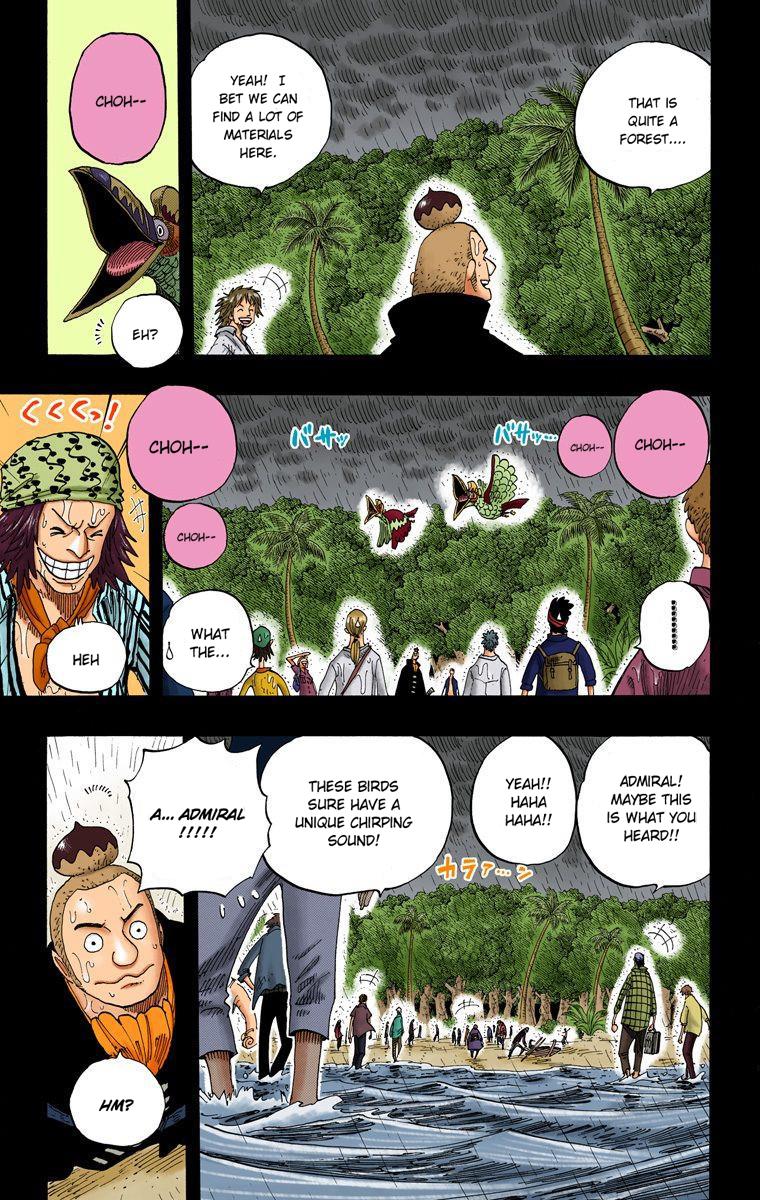 THAT IS
QUITE A
FOREST....
YEAH! I
BET WE CAN
FIND A LOT OF
MATERIALS
HERE.
CHOH--
EH?
CHOH--
CHOH--
バサッ...
バサッ
CHOH--
CHOH--
..........
WHAT
THE...
くくくっ!
HEH
ADMIRAL!
MAYBE THIS
IS WHAT YOU
HEARD!!
YEAH!!
HAHA
HAHA!!
THESE BIRDS
SURE HAVE A
UNIQUE CHIRPING
SOUND!
カラァ…ン
A... ADMIRAL
!!!!!
HM?